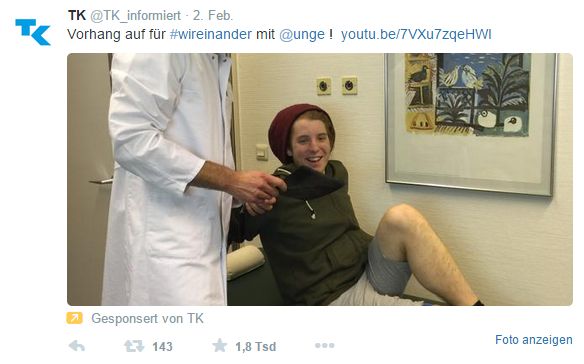 TK
TK @TK_informiert · 2. Feb.
Vorhang auf für #wireinander mit @unge ! youtu.be/7VXu7zqeHWI
Gesponsert von TK
143 1,8 Tsd
Foto anzeigen